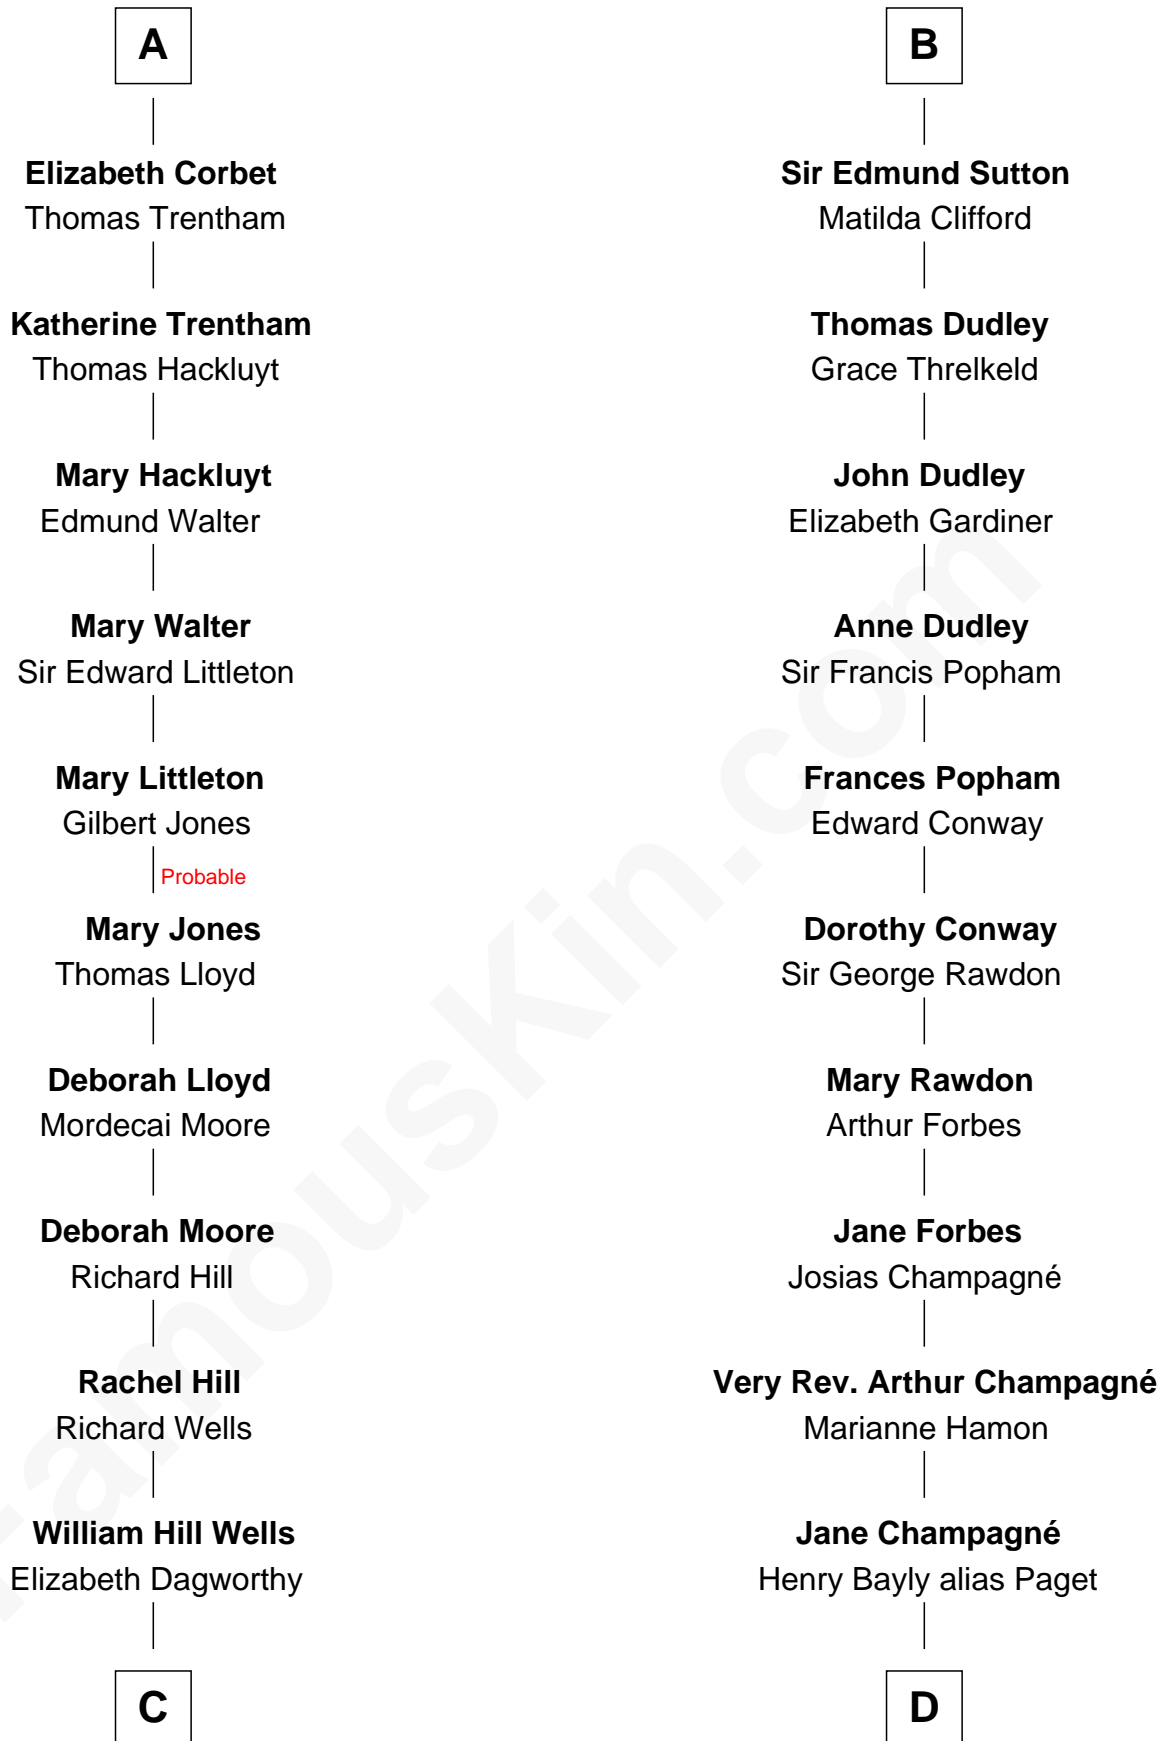 A
Elizabeth Corbet
Thomas Trentham
Katherine Trentham
Thomas Hackluyt
Mary Hackluyt
Edmund Walter
Mary Walter
Sir Edward Littleton
Mary Littleton
Gilbert Jones
Probable
Mary Jones
Thomas Lloyd
Deborah Lloyd
Mordecai Moore
Deborah Moore
Richard Hill
Rachel Hill
Richard Wells
William Hill Wells
Elizabeth Dagworthy
C
B
Sir Edmund Sutton
Matilda Clifford
Thomas Dudley
Grace Threlkeld
John Dudley
Elizabeth Gardiner
Anne Dudley
Sir Francis Popham
Frances Popham
Edward Conway
Dorothy Conway
Sir George Rawdon
Mary Rawdon
Arthur Forbes
Jane Forbes
Josias Champagné
Very Rev. Arthur Champagné
Marianne Hamon
Jane Champagné
Henry Bayly alias Paget
D
FamousKin.com